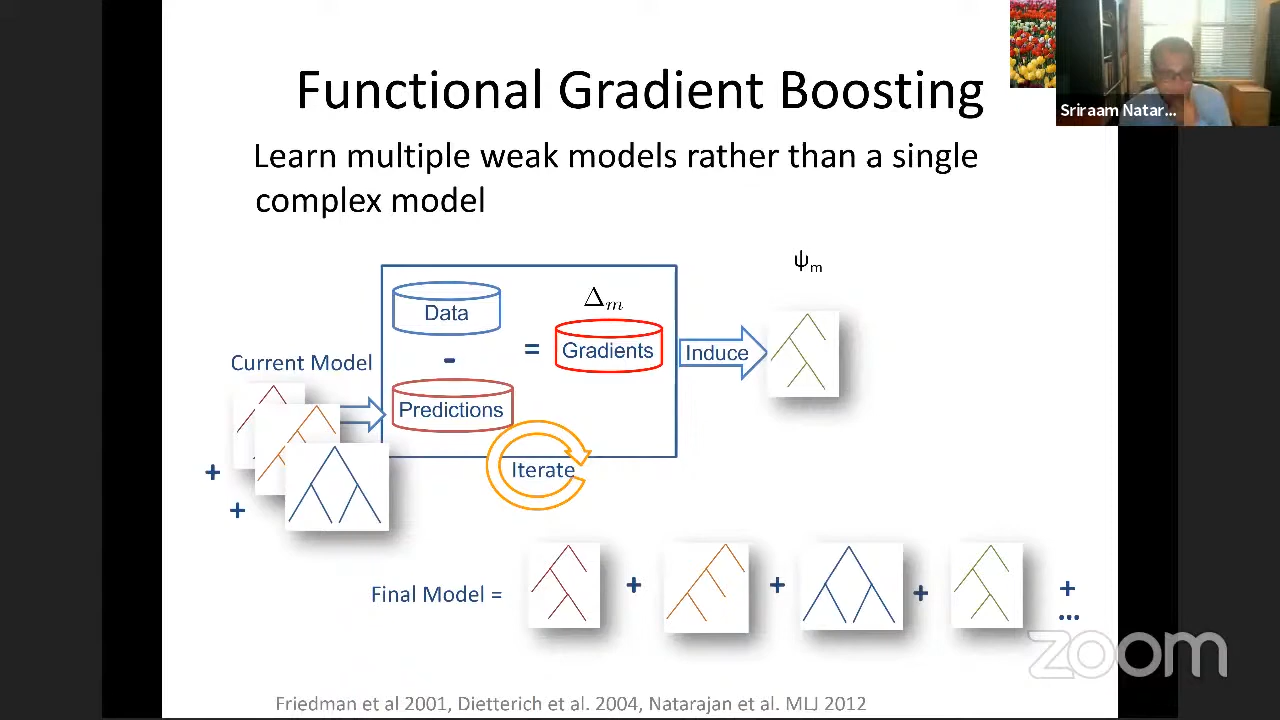 Functional Gradient Boosting
Sriraam Natar...
Learn multiple weak models rather than a single
complex model
ψm
Δm
Data
-
=
Gradients
Induce
Current Model
Predictions
Iterate
+
+
Final Model =
+
+
+
+
...
zoom
Friedman et al 2001, Dietterich et al. 2004, Natarajan et al. MLJ 2012